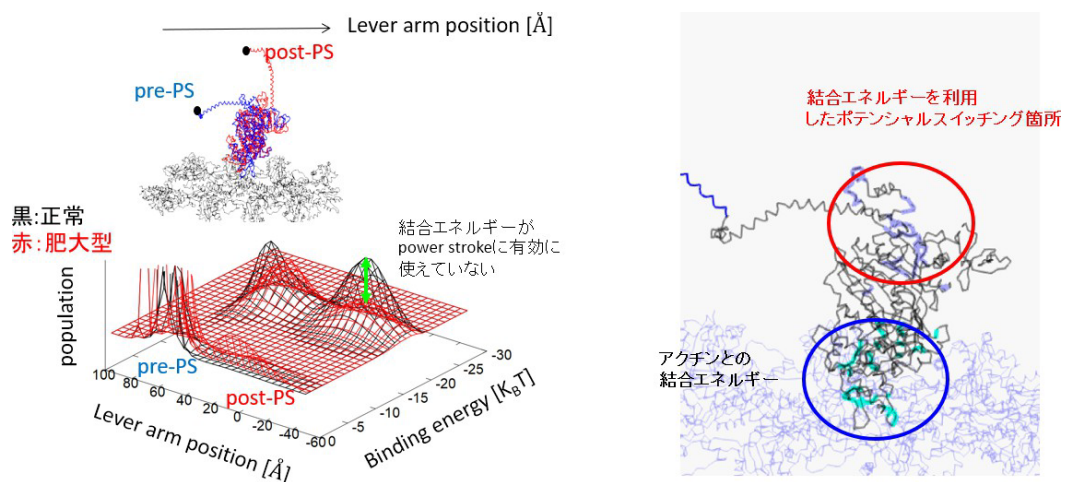 Lever arm position [Å]
post-PS
pre-PS
黒:正常
赤:肥大型
結合エネルギーが
power strokeに有効に
使えていない
population
pre-PS
post-PS
100
80
60
40
20
0
-20
-40
-60
Lever arm position [Å]
0
-5
-10
-15
-20
-25
-30
Binding energy [KBT]
結合エネルギーを利用
したポテンシャルスイッチング箇所
アクチンとの
結合エネルギー